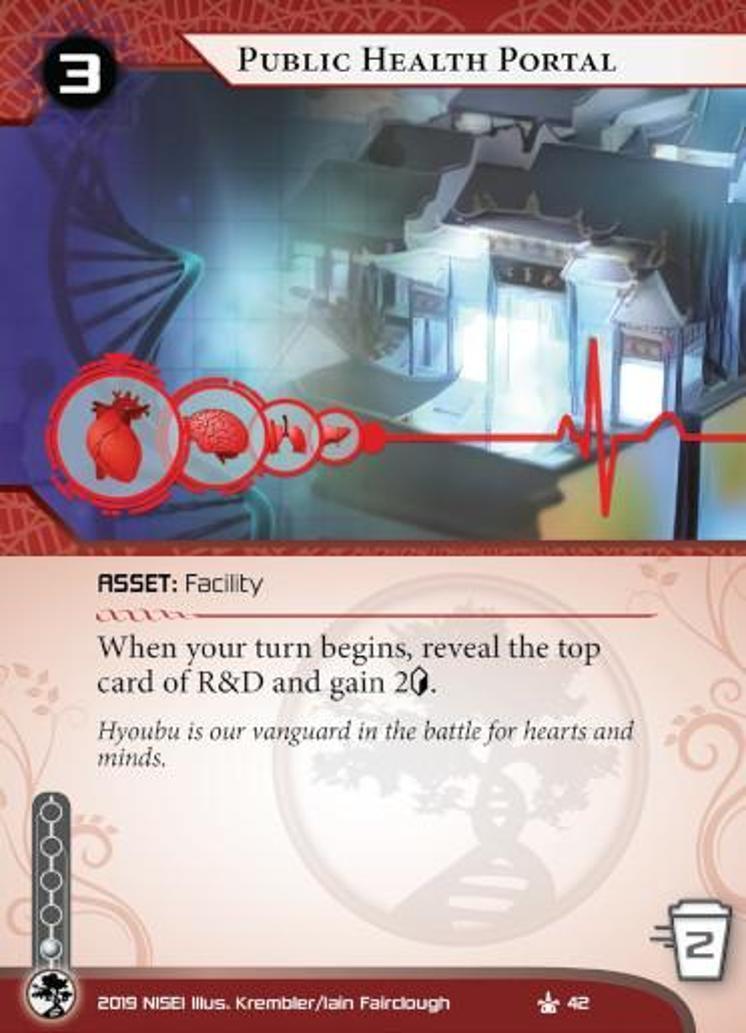 3
PUBLIC HEALTH PORTAL
ASSET: Facility
When your turn begins, reveal the top
card of R&D and gain 2.
Hyoubu is our vanguard in the battle for hearts and
minds.
2
2019 NISEI Illus. Krembler/Iain Fairclough 42